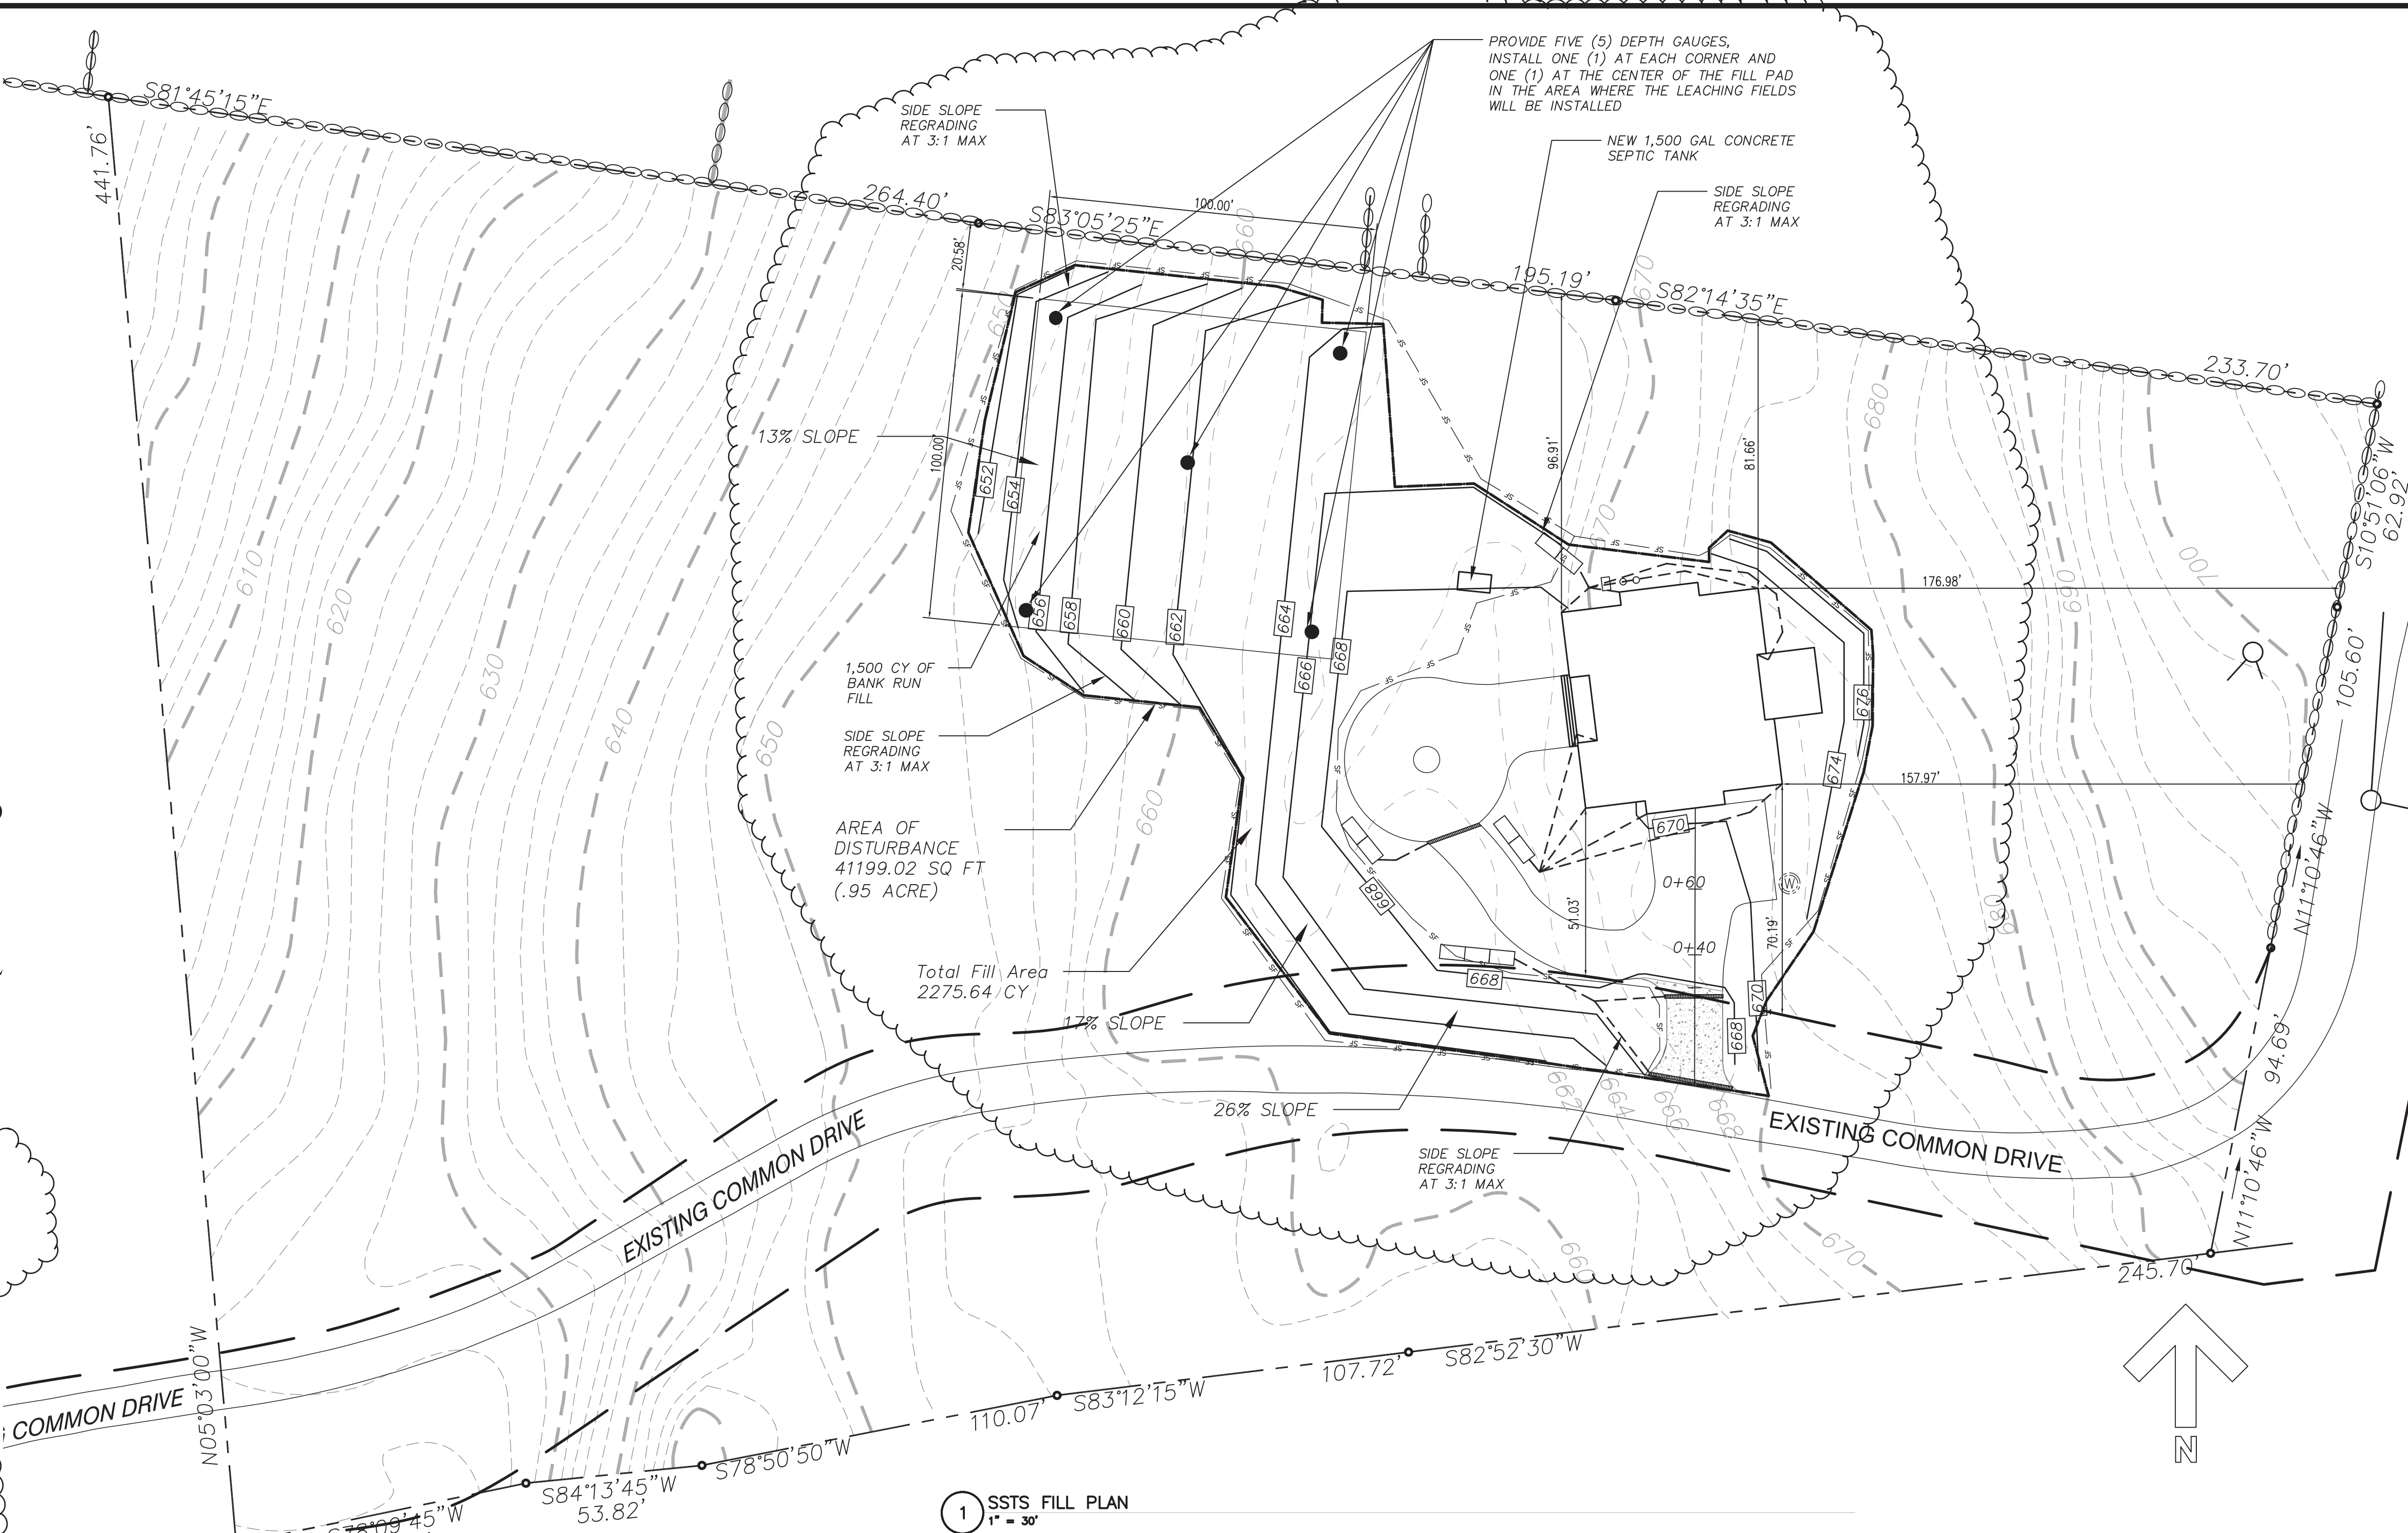 PROVIDE FIVE (5) DEPTH GAUGES,
INSTALL ONE (1) AT EACH CORNER AND
ONE (1) AT THE CENTER OF THE FILL PAD
IN THE AREA WHERE THE LEACHING FIELDS
WILL BE INSTALLED
S81°45'15"E
441.76'
SIDE SLOPE
REGRADING
AT 3:1 MAX
NEW 1,500 GAL CONCRETE
SEPTIC TANK
SIDE SLOPE
REGRADING
AT 3:1 MAX
264.40'
S83°05'25"E
100.00'
660
20.58'
195.19'
670
S82°14'35"E
233.70'
650
680
13% SLOPE
100.00'
652
654
96.91'
81.66'
S10°51'06"W
62.92'
670
700
690
610
620
630
640
650
660
176.98'
656
658
660
662
664
666
668
105.60'
1,500 CY OF
BANK RUN
FILL
SIDE SLOPE
REGRADING
AT 3:1 MAX
676
674
157.97'
AREA OF
DISTURBANCE
41199.02 SQ FT
(.95 ACRE)
670
N11°10'46"W
0+60
W
668
51.03'
70.19'
0+40
680
Total Fill Area
2275.64 CY
668
670
668
17% SLOPE
94.69'
26% SLOPE
662
664
666
668
EXISTING COMMON DRIVE
EXISTING COMMON DRIVE
SIDE SLOPE
REGRADING
AT 3:1 MAX
N11°10'46"W
660
670
245.70'
N05°03'00"W
COMMON DRIVE
107.72'
S82°52'30"W
110.07'
S83°12'15"W
S78°50'50"W
S84°13'45"W
53.82'
S78°09'45"W
N
1
SSTS FILL PLAN
1" = 30'
SF